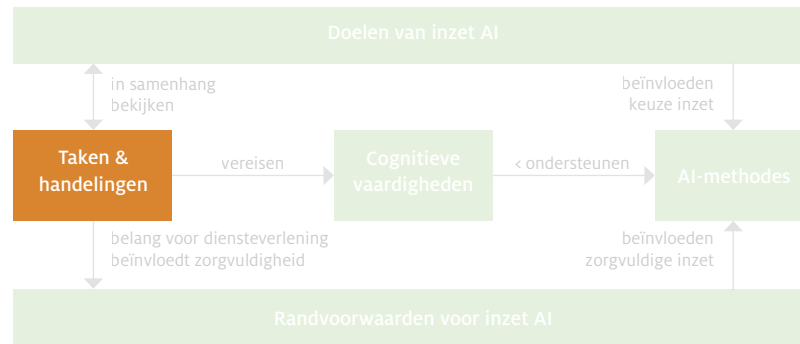 Doelen van inzet AI
in samenhang
bekijken
beïnvloeden
keuze inzet
Taken &
handelingen
vereisen
Cognitieve
vaardigheden
< ondersteunen
AI-methodes
belang voor diensteverlening
beïnvloedt zorgvuldigheid
beïnvloeden
zorgvuldige inzet
Randvoorwaarden voor inzet AI